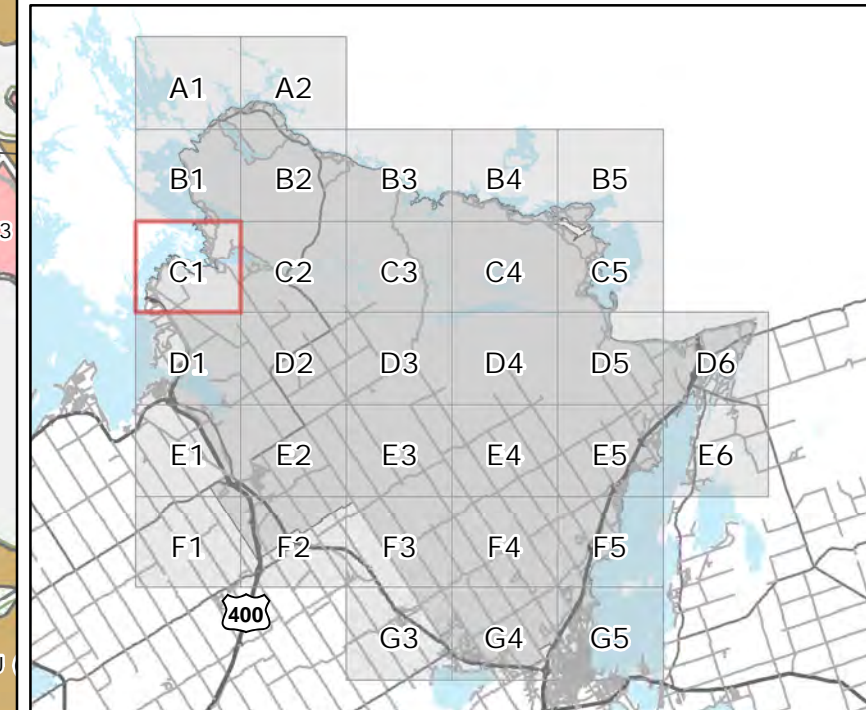 A1 A2
B1 B2 B3 B4 B5
3
C1 C2 C3 C4 C5
D1 D2 D3 D4 D5 D6
E1 E2 E3 E4 E5 E6
F1 F2 F3 F4 F5
400
G3 G4 G5